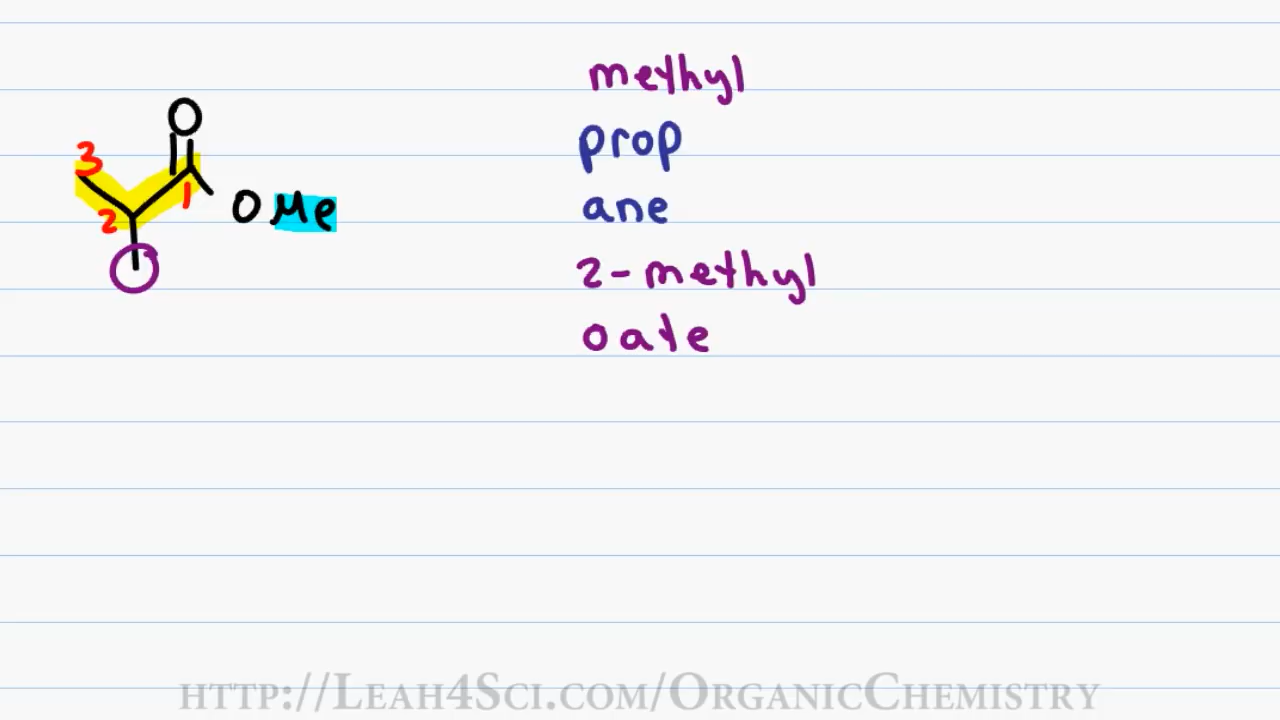 methyl
prop
ane
2-methyl
oate
O
3
1
2
OMe
HTTP://LEAH4SCI.COM/ORGANICCHEMISTRY